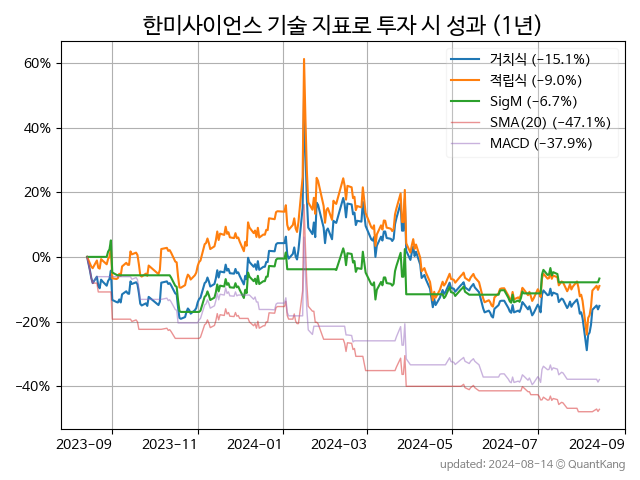 한미사이언스 기술 지표로 투자 시 성과 (1년)
거치식 (−15.1%)
적립식 (−9.0%)
SigM (−6.7%)
SMA(20) (−47.1%)
MACD (−37.9%)
60%
40%
20%
0%
−20%
−40%
2023−09 2023−11 2024−01 2024−03 2024−05 2024−07 2024−09
updated: 2024-08-14 © QuantKang